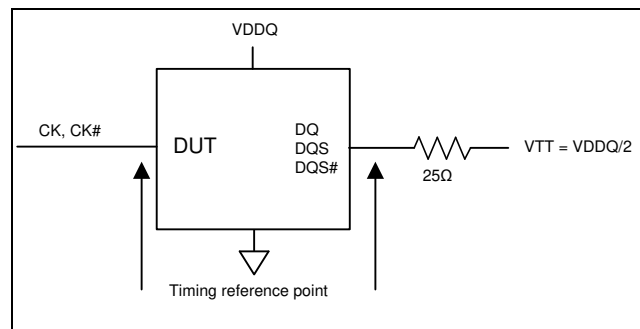 VDDQ
CK, CK#
DUT
DQ
DQS
DQS#
25Ω
VTT = VDDQ/2
Timing reference point